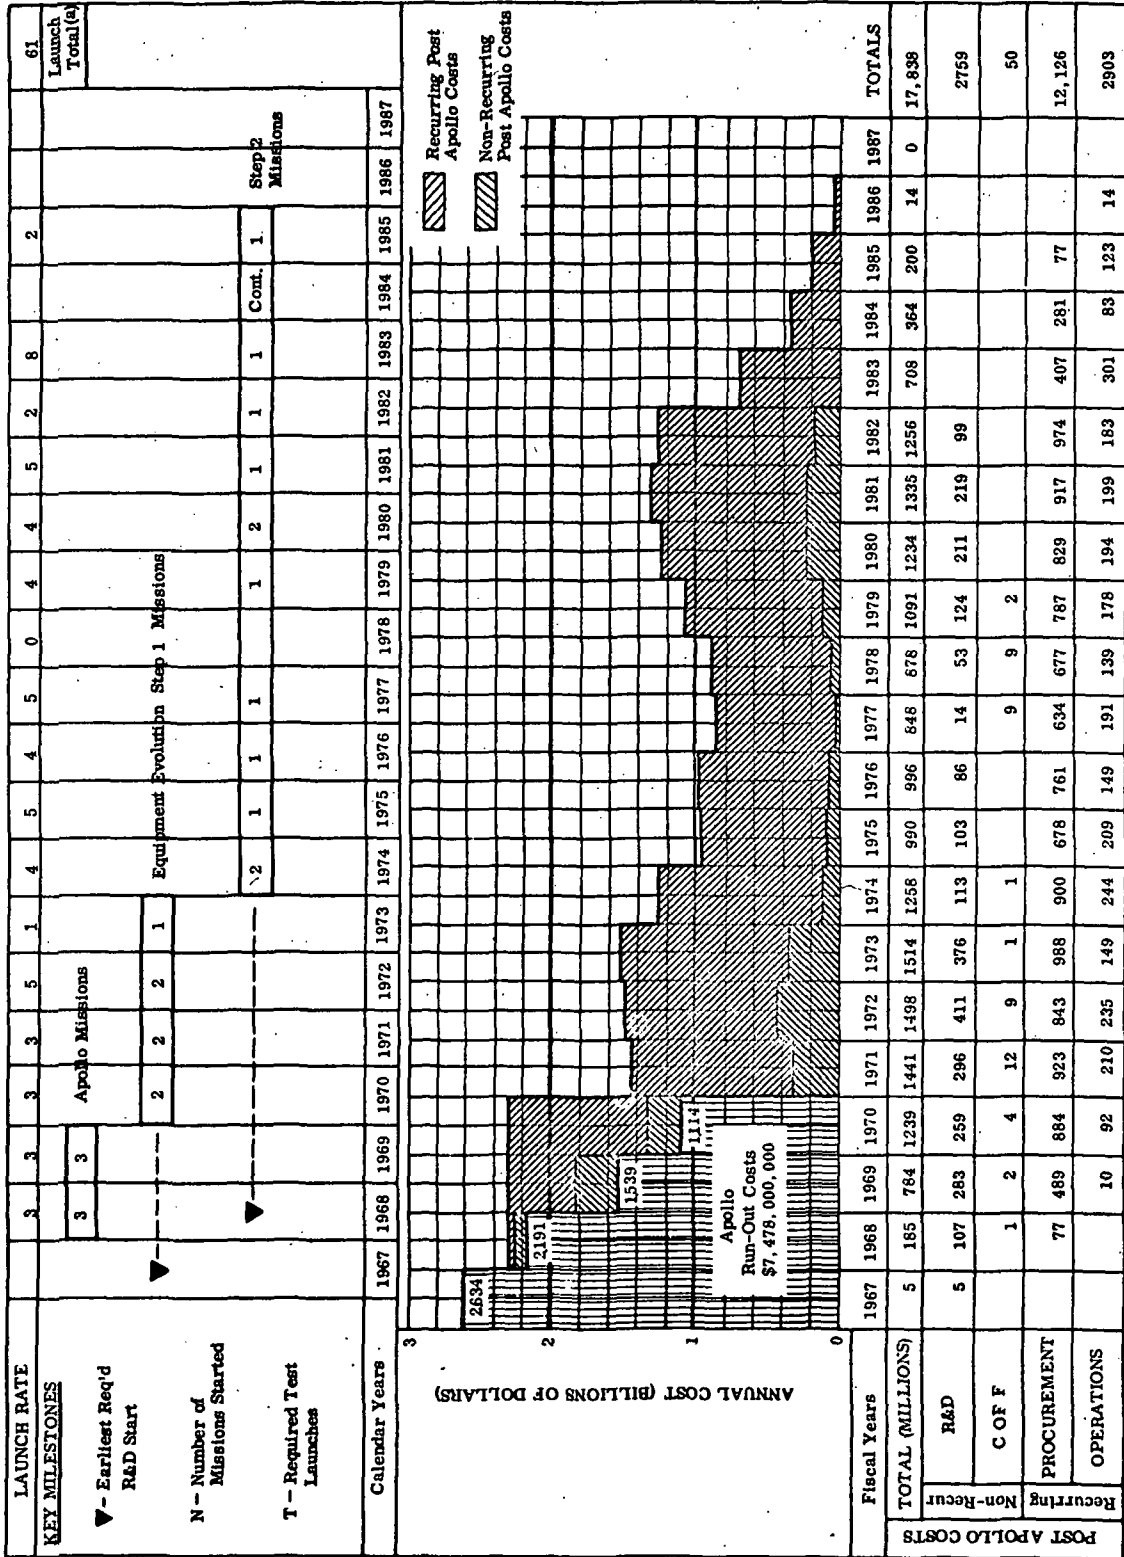 LAUNCH RATE 3 3 3 3 5 1 4 5 4 5 0 4 4 5 2 8 2 61
KEY MILESTONES
Launch
Total(a)
▼ - Earliest Req'd
R&D Start
N - Number of
Missions Started
T - Required Test
Launches
3 3 Apollo Missions
2 2 2 1 Equipment Evolution Step 1 Missions
2 1 1 1 1 2 1 1 1 Cont. 1 Step 2
Missions
Calendar Years 1967 1968 1969 1970 1971 1972 1973 1974 1975 1976 1977 1978 1979 1980 1981 1982 1983 1984 1985 1986 1987
ANNUAL COST (BILLIONS OF DOLLARS)
3
2
1
0
Recurring Post
Apollo Costs
Non-Recurring
Post Apollo Costs
2634
2191
1539
1114
Apollo
Run-Out Costs
$7,478,000,000
Fiscal Years 1967 1968 1969 1970 1971 1972 1973 1974 1975 1976 1977 1978 1979 1980 1981 1982 1983 1984 1985 1986 1987 TOTALS
POST APOLLO COSTS
TOTAL (MILLIONS) 5 185 784 1239 1441 1498 1514 1258 990 996 848 878 1091 1234 1335 1256 708 364 200 14 0 17,838
Non-Recur
R&D 5 107 283 259 296 411 376 113 103 86 14 53 124 211 219 99 2759
C OF F 1 2 4 12 9 1 1 9 9 2 50
Recurring
PROCUREMENT 77 489 884 923 843 988 900 678 761 634 677 787 829 917 974 407 281 77 12,126
OPERATIONS 10 92 210 235 149 244 209 149 191 139 178 194 199 183 301 83 123 14 2903